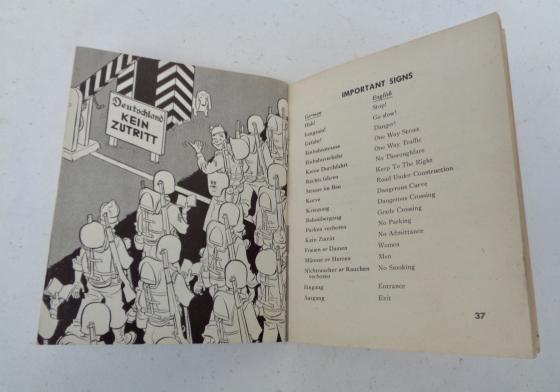 Deutschland
KEIN
ZUTRITT
IMPORTANT SIGNS
German English
Halt! Stop!
Langsam! Go slow!
Gefahr! Danger!
Einbahnstrasse One Way Street
Einbahnverkehr One Way Traffic
Keine Durchfahrt No Thoroughfare
Rechts fahren Keep To The Right
Strasse im Bau Road Under Construction
Kurve Dangerous Curve
Kreuzung Dangerous Crossing
Bahnübergang Grade Crossing
Parken verboten No Parking
Kein Zutritt No Admittance
Frauen or Damen Women
Männer or Herren Men
Nichtraucher or Rauchen No Smoking
verboten
Eingang Entrance
Ausgang Exit
37